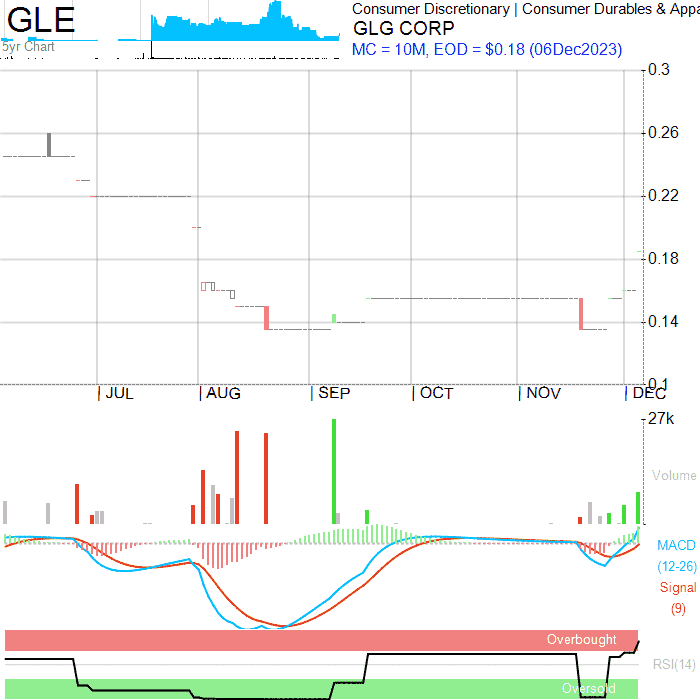 GLE
5yr Chart
Consumer Discretionary | Consumer Durables & Appa
GLG CORP
MC = 10M, EOD = $0.18 (06Dec2023)
0.3
0.26
0.22
0.18
0.14
0.1
| JUL | AUG | SEP | OCT | NOV | DEC
27k
Volume
MACD
(12-26)
Signal
(9)
Overbought
RSI(14)
Oversold